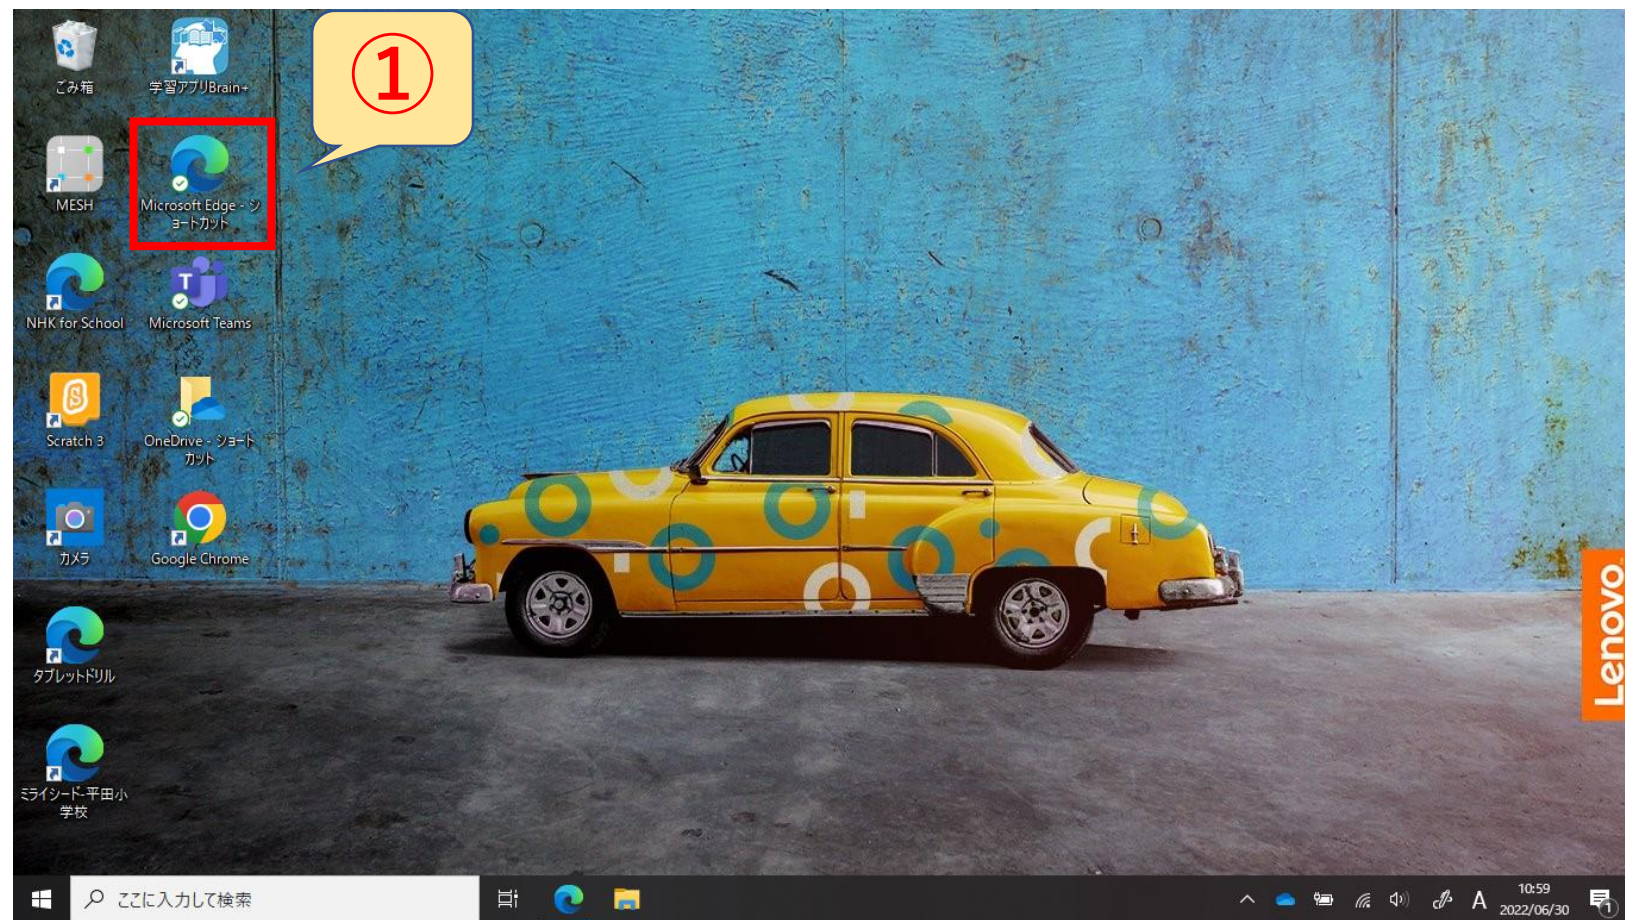 ごみ箱
学習アプリBrain+
①
MESH
Microsoft Edge - シ
ョートカット
NHK for School
Microsoft Teams
Scratch 3
OneDrive - ショート
カット
カメラ
Google Chrome
タブレットドリル
ミライシード-平田小
学校
Lenovo
ここに入力して検索
A
10:59
2022/06/30
1